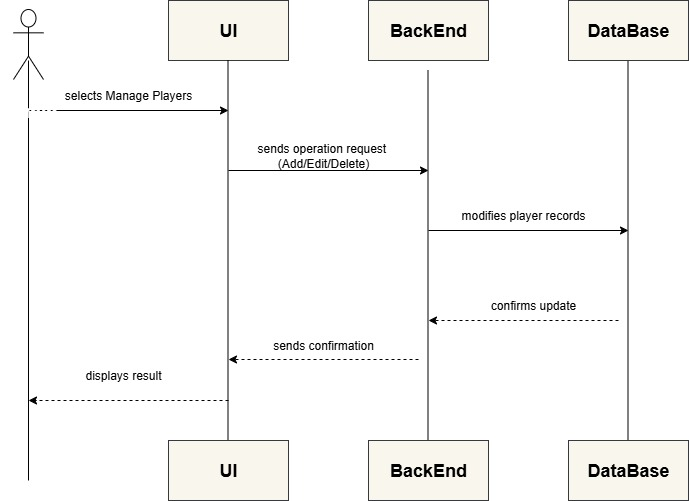 UI
BackEnd
DataBase
selects Manage Players
sends operation request
(Add/Edit/Delete)
modifies player records
confirms update
sends confirmation
displays result
UI
BackEnd
DataBase